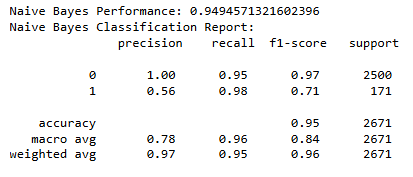 Naive Bayes Performance: 0.9494571321602396
Naive Bayes Classification Report:
precision recall f1-score support
0 1.00 0.95 0.97 2500
1 0.56 0.98 0.71 171
accuracy 0.95 2671
macro avg 0.78 0.96 0.84 2671
weighted avg 0.97 0.95 0.96 2671